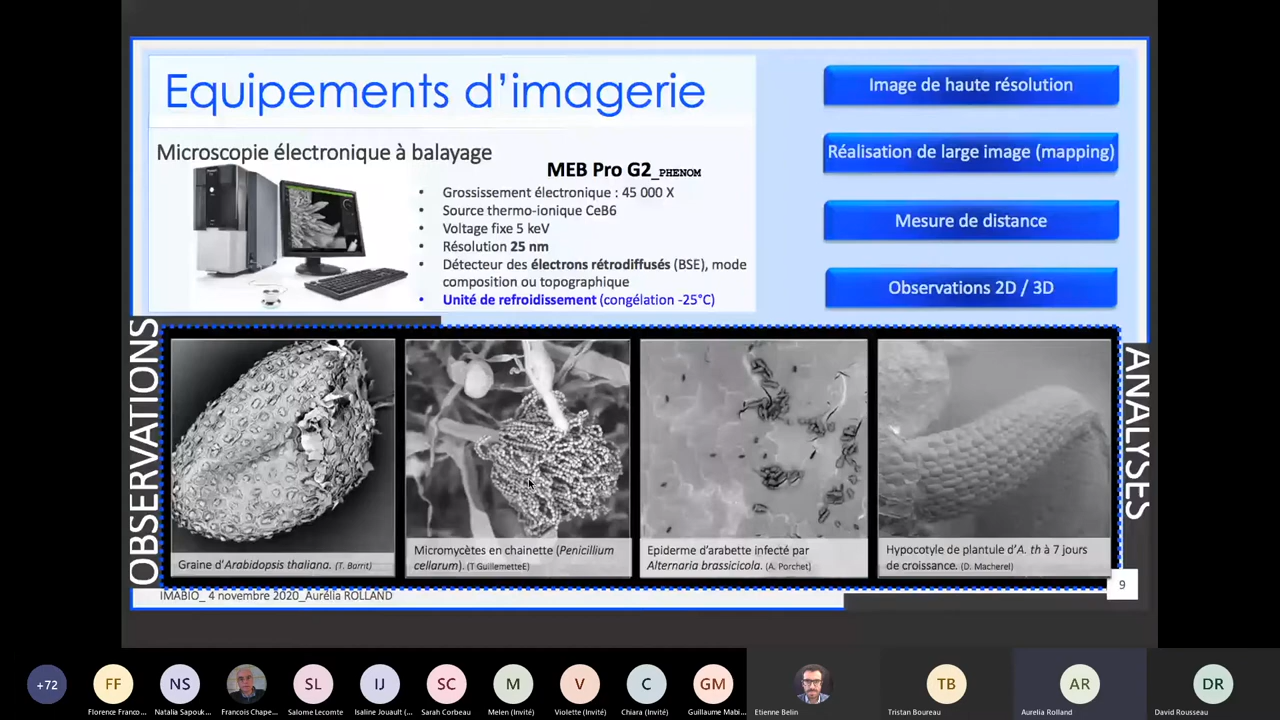 Equipements d'imagerie
Microscopie électronique à balayage
MEB Pro G2_PHENOM
• Grossissement électronique : 45 000 X
• Source thermo-ionique CeB6
• Voltage fixe 5 keV
• Résolution 25 nm
• Détecteur des électrons rétrodiffusés (BSE), mode
composition ou topographique
• Unité de refroidissement (congélation -25°C)
Image de haute résolution
Réalisation de large image (mapping)
Mesure de distance
Observations 2D / 3D
OBSERVATIONS
Graine d'Arabidopsis thaliana. (T. Barrit)
Micromycètes en chainette (Penicillium
cellarum). (T GuillemetteE)
Epiderme d'arabette infecté par
Alternaria brassicicola. (A. Porchet)
Hypocotyle de plantule d'A. th à 7 jours
de croissance. (D. Macherel)
ANALYSES
IMABIO_ 4 novembre 2020_Aurélia ROLLAND
9
+72
FF
NS
SL
IJ
SC
M
V
C
GM
TB
AR
DR
Florence Franco...
Natalia Sapouk...
Francois Chape...
Salome Lecomte
Isaline Jouault (...
Sarah Corbeau
Melen (Invité)
Violette (Invité)
Chiara (Invité)
Guillaume Mabi...
Etienne Belin
Tristan Boureau
Aurelia Rolland
David Rousseau